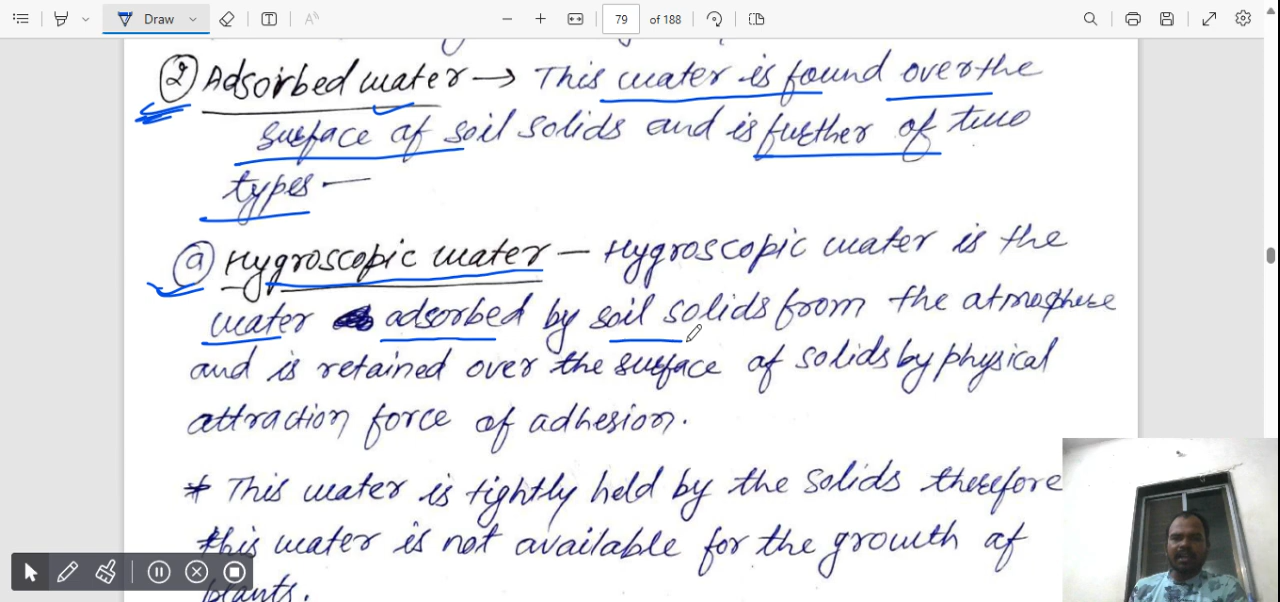 Draw
79 of 188
② Adsorbed water → This water is found over the
surface of soil solids and is further of two
types —
ⓐ Hygroscopic water — Hygroscopic water is the
water adsorbed by soil solids from the atmosphere
and is retained over the surface of solids by physical
attraction force of adhesion.
* This water is tightly held by the solids therefore
this water is not available for the growth of
plants.